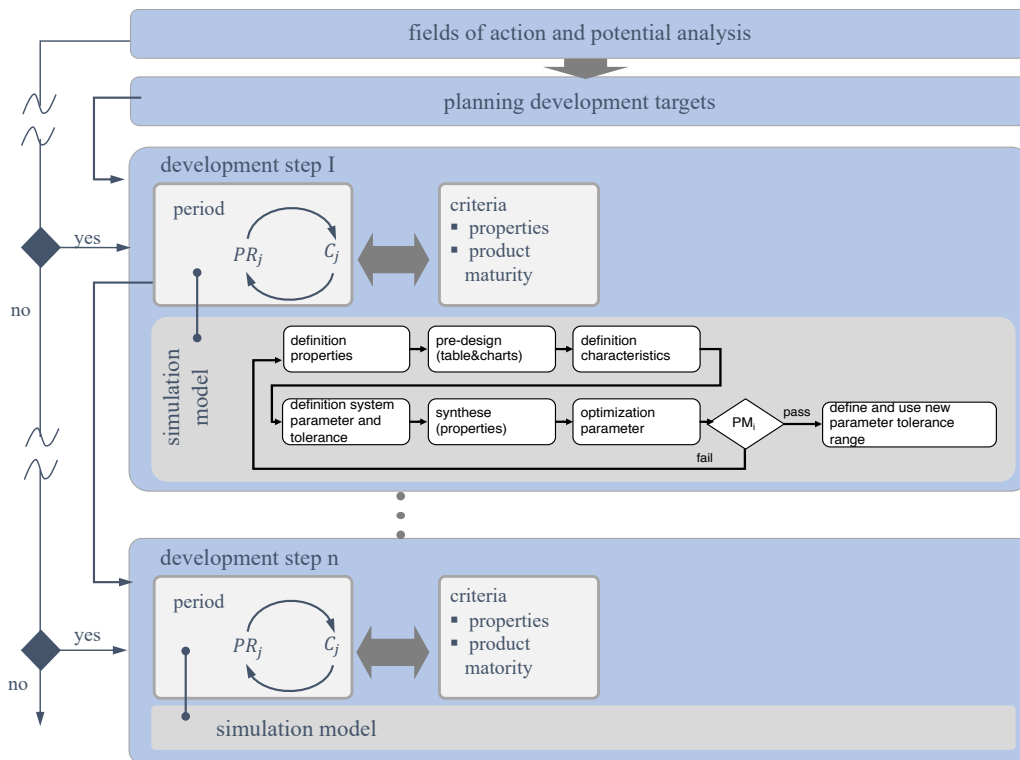 fields of action and potential analysis
planning development targets
development step I
period
PR_j
C_j
criteria
▪ properties
▪ product
maturity
yes
no
simulation
model
definition
properties
pre-design
(table&charts)
definition
characteristics
definition system
parameter and
tolerance
synthese
(properties)
optimization
parameter
PM_i
pass
fail
define and use new
parameter tolerance
range
development step n
period
PR_j
C_j
criteria
▪ properties
▪ product
matority
yes
no
simulation model